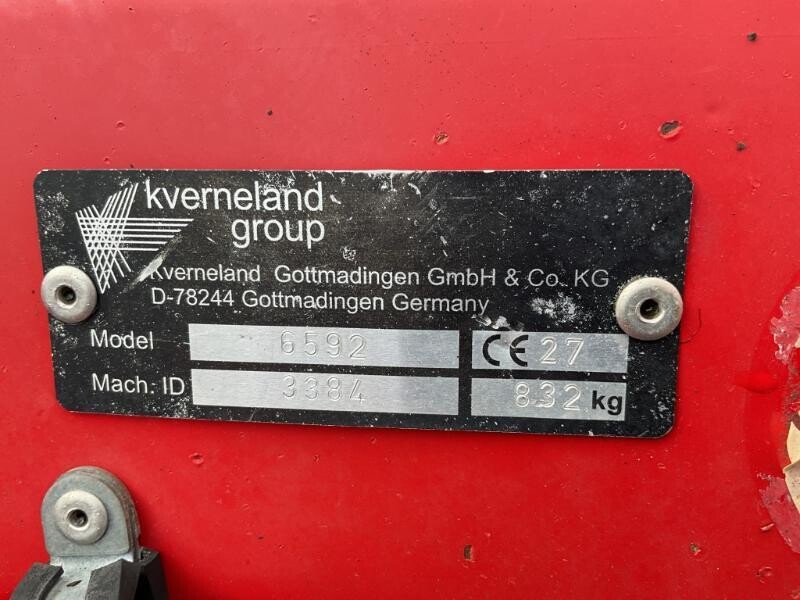 kverneland
group
Kverneland Gottmadingen GmbH & Co. KG
D-78244 Gottmadingen Germany
Model 6592 CE 27
Mach. ID 3384 832 kg